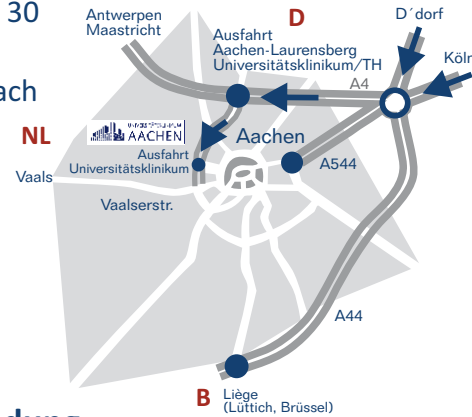 30
Antwerpen
Maastricht
D
D´dorf
Ausfahrt
Aachen-Laurensberg
Universitätsklinikum/TH
Köln
A4
ach
NL
AACHEN
Aachen
Ausfahrt
Universitätsklinikum
A544
Vaals
Vaalserstr.
A44
B
Liège
(Lüttich, Brüssel)